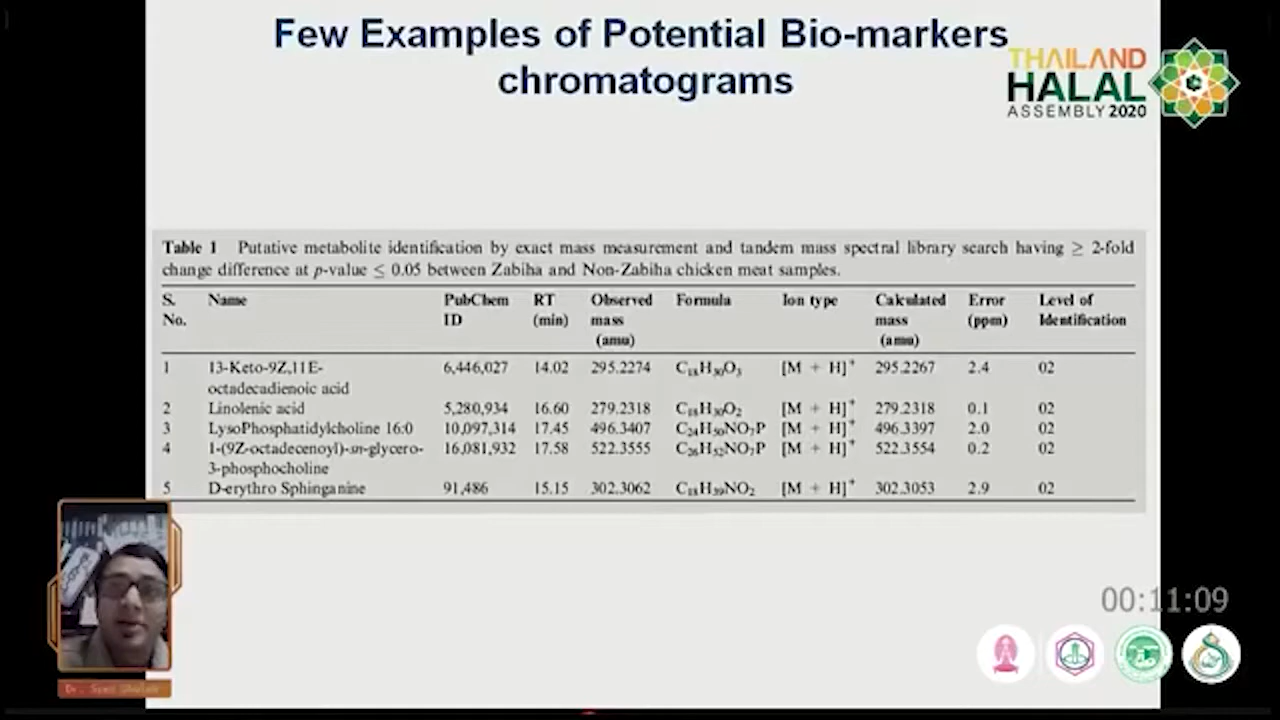 Few Examples of Potential Bio-markers
chromatograms
THAILAND
HALAL
ASSEMBLY 2020
Table 1 Putative metabolite identification by exact mass measurement and tandem mass spectral library search having ≥ 2-fold
change difference at p-value ≤ 0.05 between Zabiha and Non-Zabiha chicken meat samples.
S. Name PubChem RT Observed Formula Ion type Calculated Error Level of
No. ID (min) mass mass (ppm) Identification
(amu) (amu)
1 13-Keto-9Z,11E- 6,446,027 14.02 295.2274 C18H30O3 [M + H]+ 295.2267 2.4 02
octadecadienoic acid
2 Linolenic acid 5,280,934 16.60 279.2318 C18H30O2 [M + H]+ 279.2318 0.1 02
3 LysoPhosphatidylcholine 16:0 10,097,314 17.45 496.3407 C24H50NO7P [M + H]+ 496.3397 2.0 02
4 1-(9Z-octadecenoyl)-sn-glycero- 16,081,932 17.58 522.3555 C26H52NO7P [M + H]+ 522.3554 0.2 02
3-phosphocholine
5 D-erythro Sphinganine 91,486 15.15 302.3062 C18H39NO2 [M + H]+ 302.3053 2.9 02
00:11:09
Dr. Syed